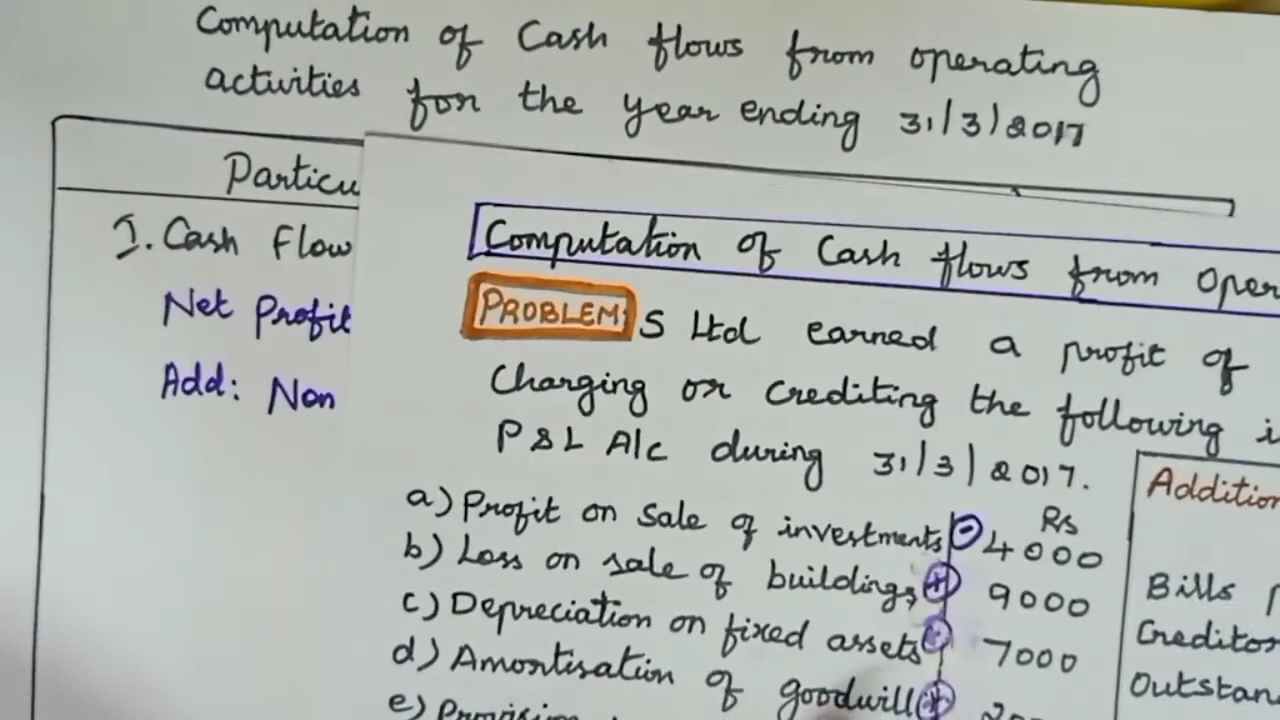 Computation of Cash flows from operating
activities for the year ending 31/3/2017
Particu
I. Cash Flow
Net Profit
Add: Non
Computation of Cash flows from Oper
PROBLEM: S Ltd earned a profit of
Charging or crediting the following i
P & L A/c during 31/3/2017.
Rs
a) Profit on sale of investments - 4000
b) Loss on sale of buildings, + 9000
c) Depreciation on fixed assets + 7000
d) Amortisation of goodwill +
e)
Addition
Bills
Creditor
Outstan